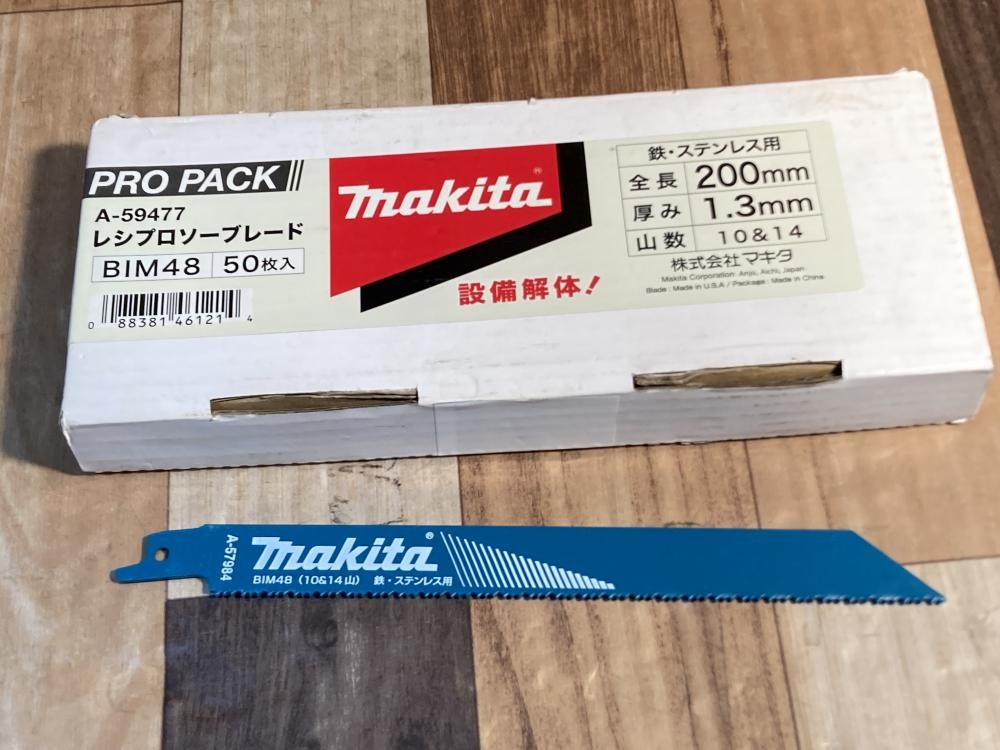 PRO PACK
A-59477
レシプロソーブレード
BIM48 50枚入
0 88381 46121 4
makita®
設備解体!
鉄・ステンレス用
全長 200mm
厚み 1.3mm
山数 10&14
株式会社マキタ
Makita Corporation: Anjo, Aichi, Japan
Blade : Made in U.S.A / Package : Made in China
A-57984
makita®
BIM48 (10&14山) 鉄・ステンレス用